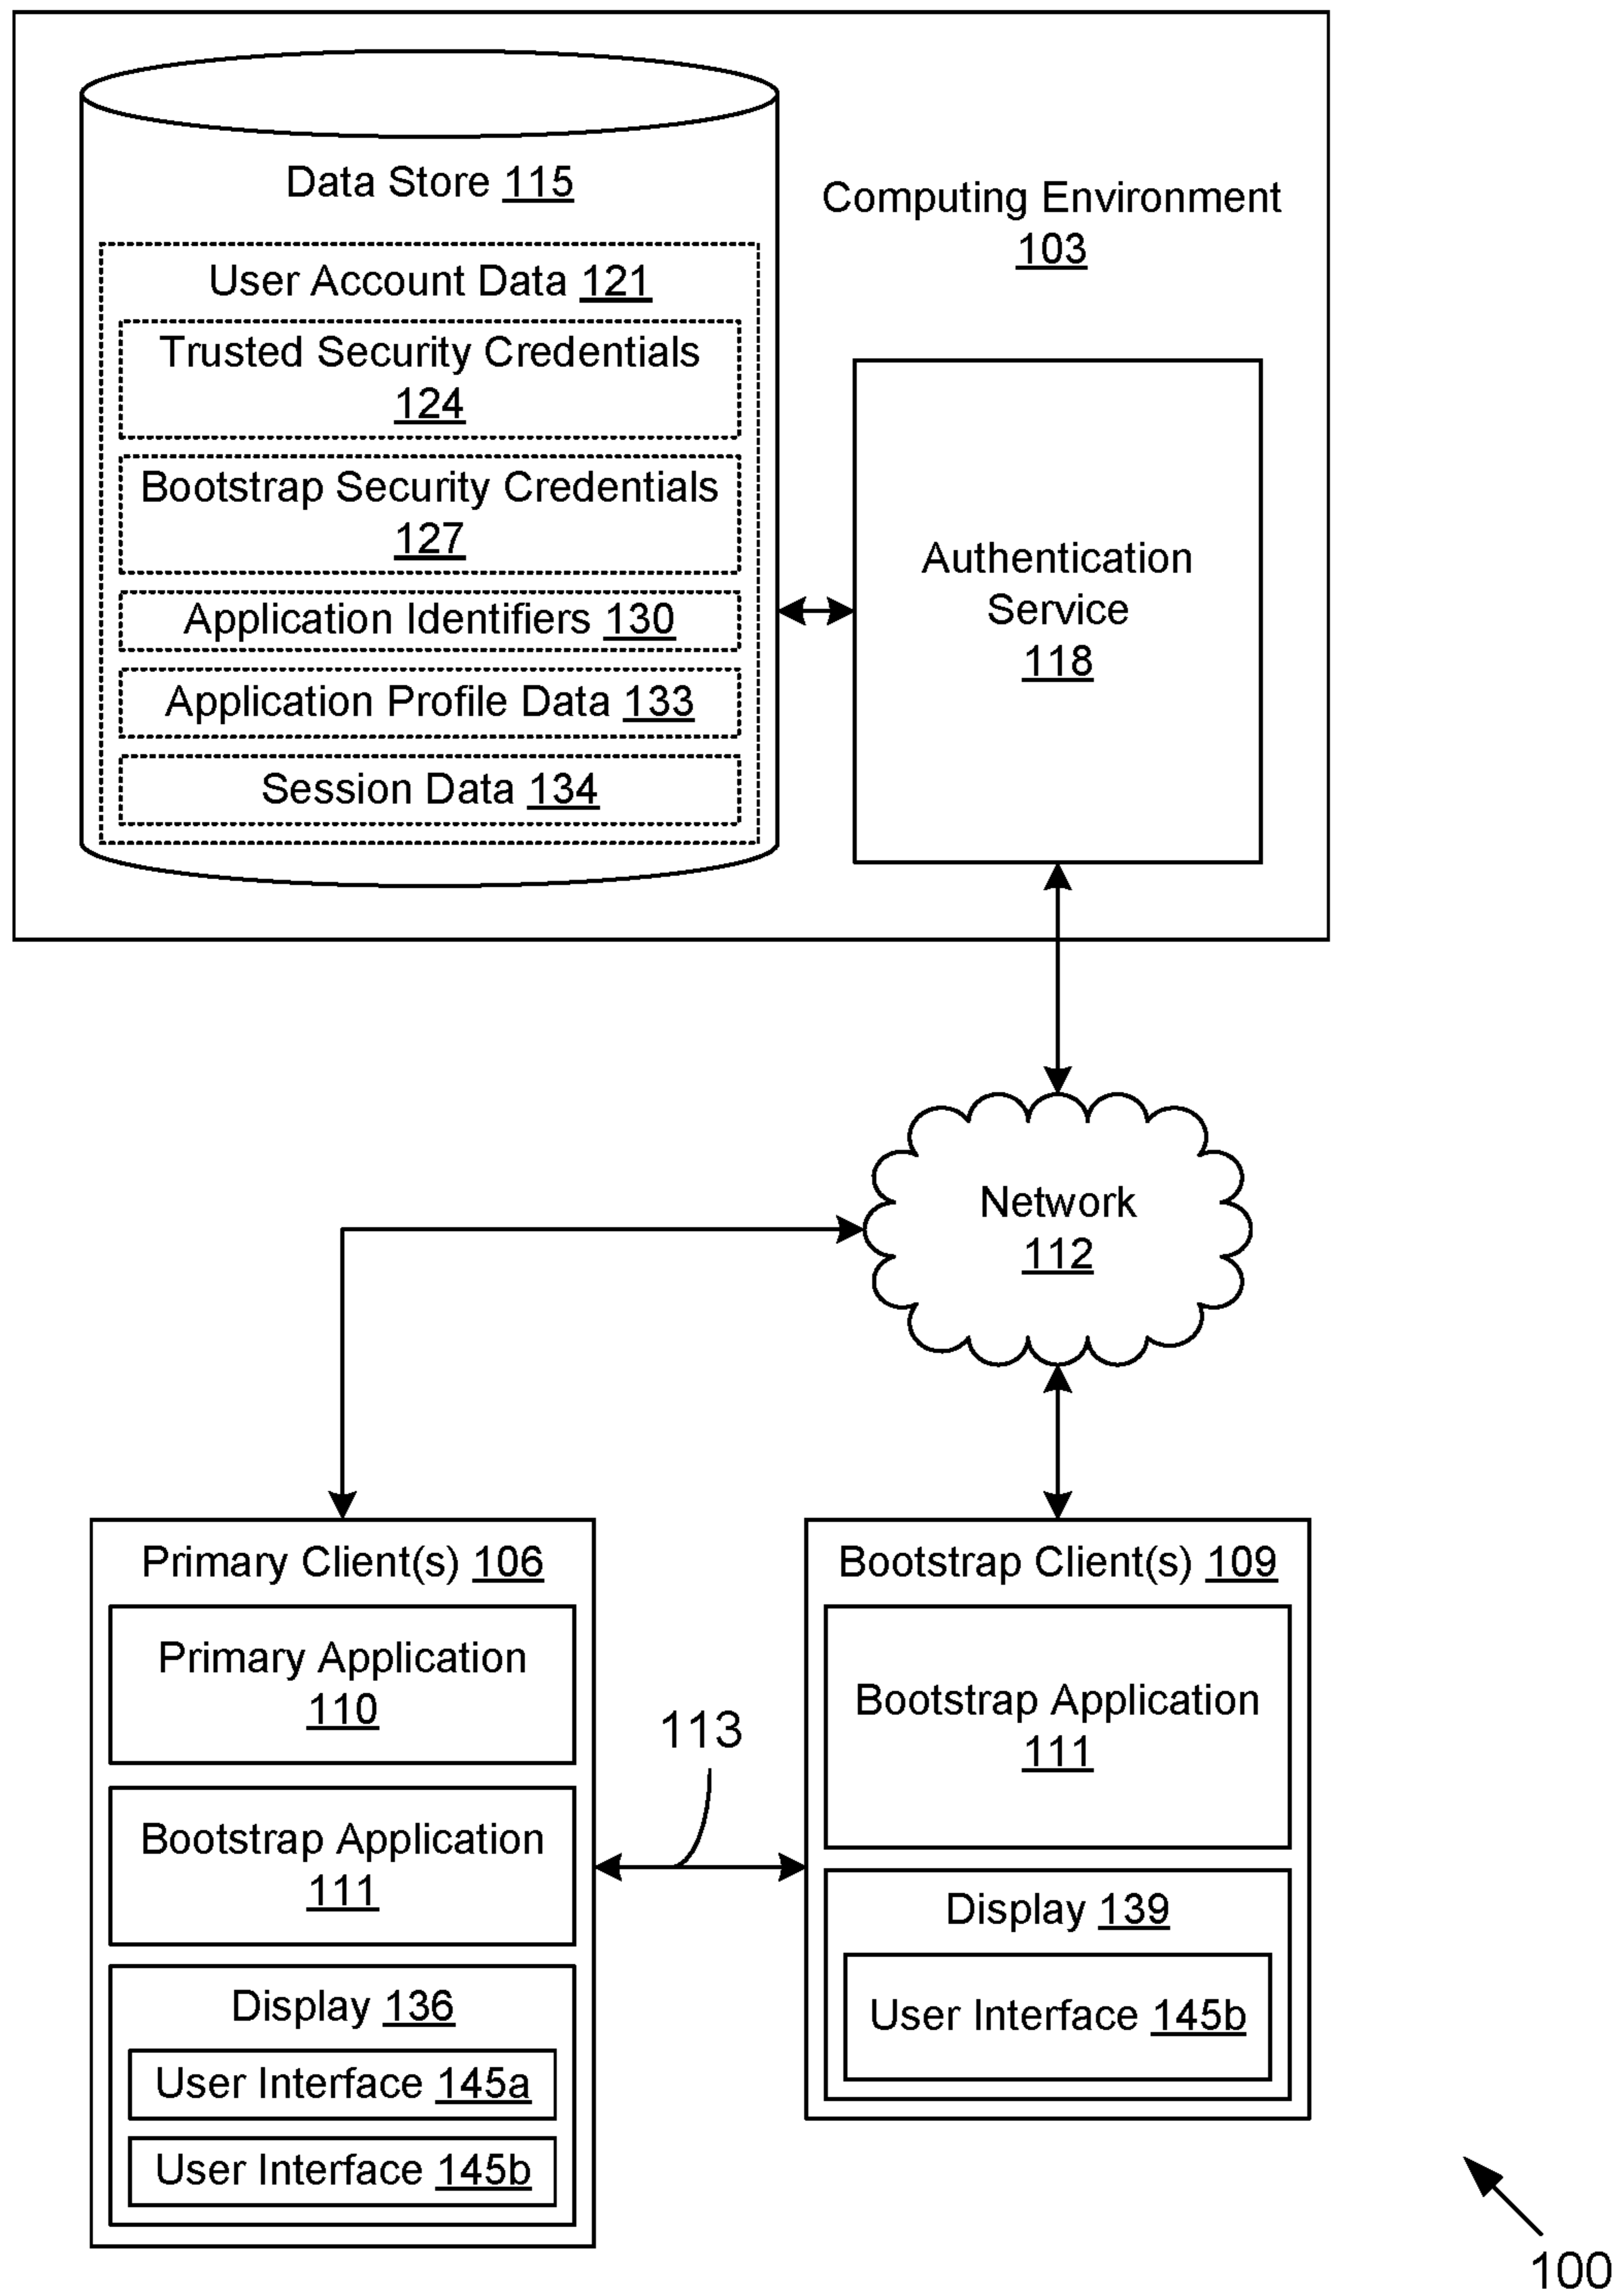 Data Store 115
Computing Environment
103
User Account Data 121
Trusted Security Credentials
124
Bootstrap Security Credentials
127
Application Identifiers 130
Application Profile Data 133
Session Data 134
Authentication
Service
118
Network
112
Primary Client(s) 106
Primary Application
110
Bootstrap Application
111
Display 136
User Interface 145a
User Interface 145b
113
Bootstrap Client(s) 109
Bootstrap Application
111
Display 139
User Interface 145b
100